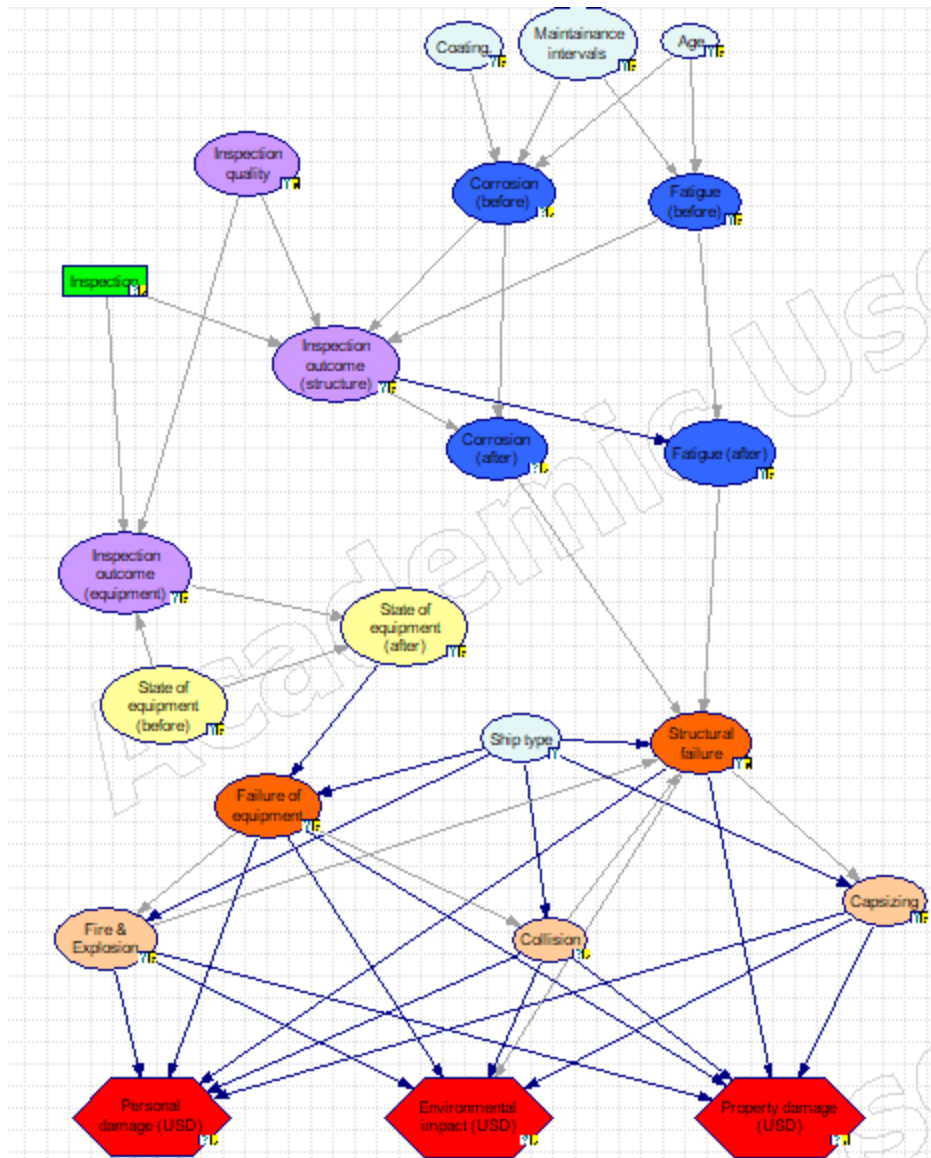 Coating
Maintainance
intervals
Age
Inspection
quality
Corrosion
(before)
Fatigue
(before)
Inspection
Inspection
outcome
(structure)
Corrosion
(after)
Fatigue (after)
Inspection
outcome
(equipment)
State of
equipment
(after)
State of
equipment
(before)
Ship type
Structural
failure
Failure of
equipment
Capsizing
Fire &
Explosion
Collision
Personal
damage (USD)
Environmental
impact (USD)
Property damage
(USD)
Academic Use